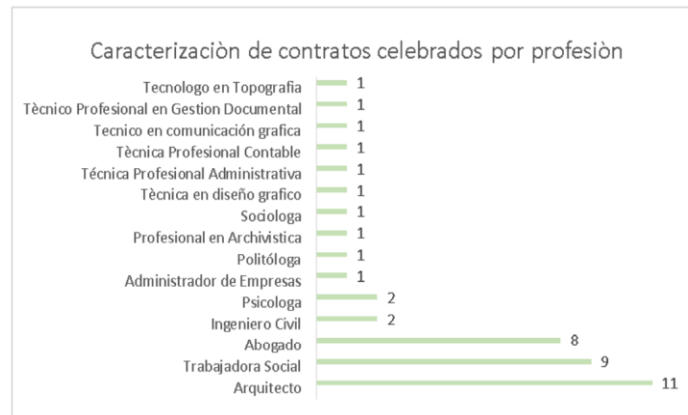 Caracterizaciòn de contratos celebrados por profesiòn
Tecnologo en Topografia 1
Tècnico Profesional en Gestion Documental 1
Tecnico en comunicación grafica 1
Tècnica Profesional Contable 1
Técnica Profesional Administrativa 1
Tècnica en diseño grafico 1
Sociologa 1
Profesional en Archivistica 1
Politóloga 1
Administrador de Empresas 1
Psicologa 2
Ingeniero Civil 2
Abogado 8
Trabajadora Social 9
Arquitecto 11